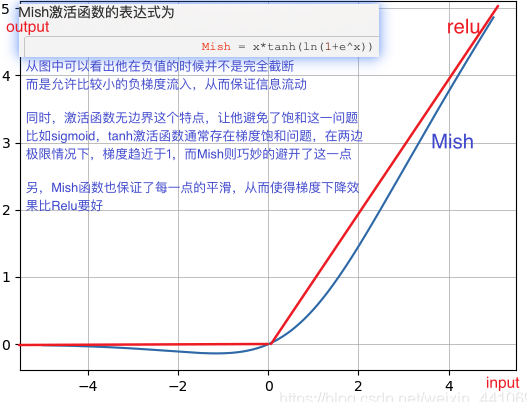 Mish激活函数的表达式为
output
Mish = x*tanh(ln(1+e^x))
relu
从图中可以看出他在负值的时候并不是完全截断
而是允许比较小的负梯度流入，从而保证信息流动
同时，激活函数无边界这个特点，让他避免了饱和这一问题
比如sigmoid，tanh激活函数通常存在梯度饱和问题，在两边
极限情况下，梯度趋近于1，而Mish则巧妙的避开了这一点
Mish
另，Mish函数也保证了每一点的平滑，从而使得梯度下降效
果比Relu要好
5
4
3
2
1
0
−4
−2
0
2
4
input
https://blog.csdn.net/weixin_44106